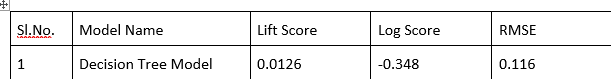 Sl.No. Model Name Lift Score Log Score RMSE
1 Decision Tree Model 0.0126 -0.348 0.116